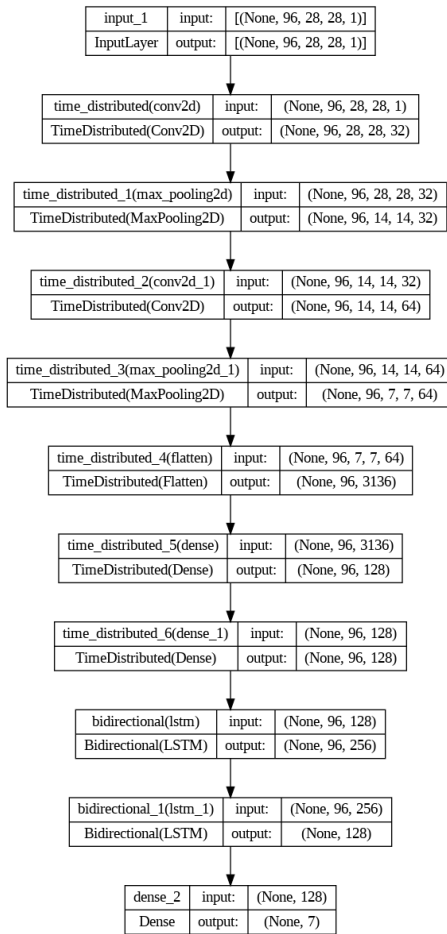 input_1 input: [(None, 96, 28, 28, 1)]
InputLayer output: [(None, 96, 28, 28, 1)]
time_distributed(conv2d) input: (None, 96, 28, 28, 1)
TimeDistributed(Conv2D) output: (None, 96, 28, 28, 32)
time_distributed_1(max_pooling2d) input: (None, 96, 28, 28, 32)
TimeDistributed(MaxPooling2D) output: (None, 96, 14, 14, 32)
time_distributed_2(conv2d_1) input: (None, 96, 14, 14, 32)
TimeDistributed(Conv2D) output: (None, 96, 14, 14, 64)
time_distributed_3(max_pooling2d_1) input: (None, 96, 14, 14, 64)
TimeDistributed(MaxPooling2D) output: (None, 96, 7, 7, 64)
time_distributed_4(flatten) input: (None, 96, 7, 7, 64)
TimeDistributed(Flatten) output: (None, 96, 3136)
time_distributed_5(dense) input: (None, 96, 3136)
TimeDistributed(Dense) output: (None, 96, 128)
time_distributed_6(dense_1) input: (None, 96, 128)
TimeDistributed(Dense) output: (None, 96, 128)
bidirectional(lstm) input: (None, 96, 128)
Bidirectional(LSTM) output: (None, 96, 256)
bidirectional_1(lstm_1) input: (None, 96, 256)
Bidirectional(LSTM) output: (None, 128)
dense_2 input: (None, 128)
Dense output: (None, 7)